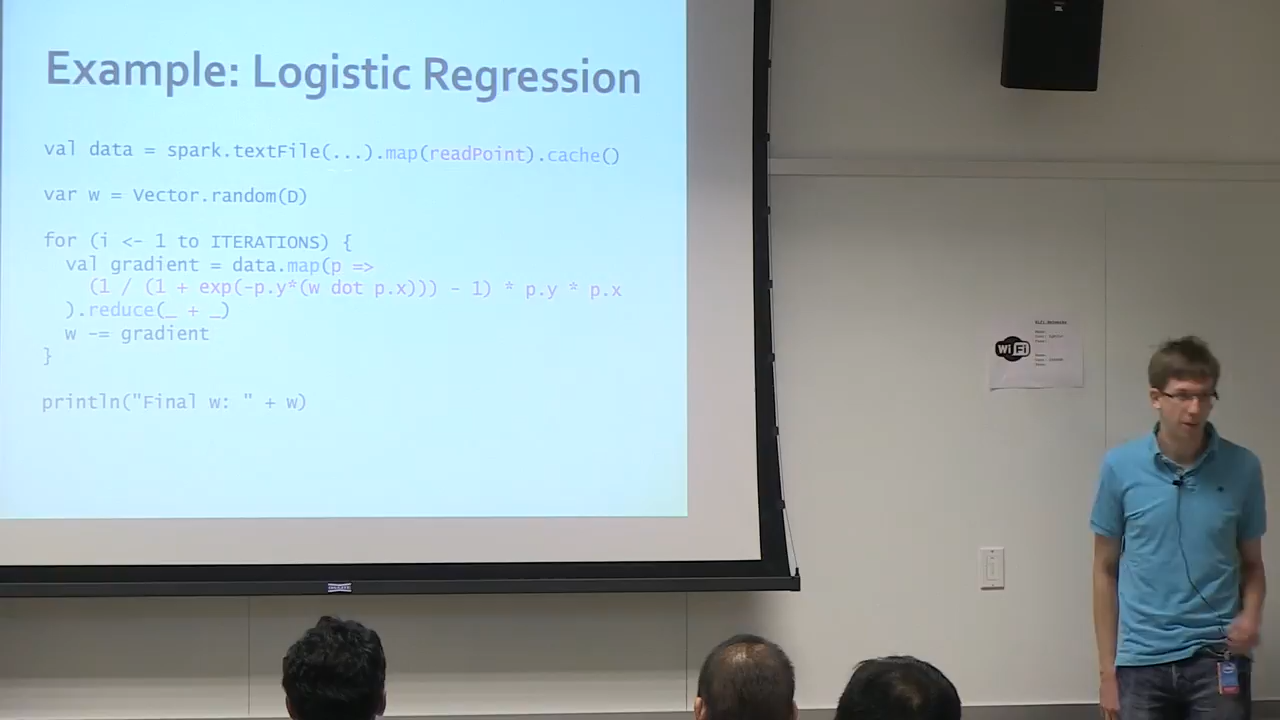 Example: Logistic Regression
val data = spark.textFile(...).map(readPoint).cache()
var w = Vector.random(D)
for (i <- 1 to ITERATIONS) {
val gradient = data.map(p =>
(1 / (1 + exp(-p.y*(w dot p.x))) - 1) * p.y * p.x
).reduce(_ + _)
w -= gradient
}
println("Final w: " + w)
WiFi